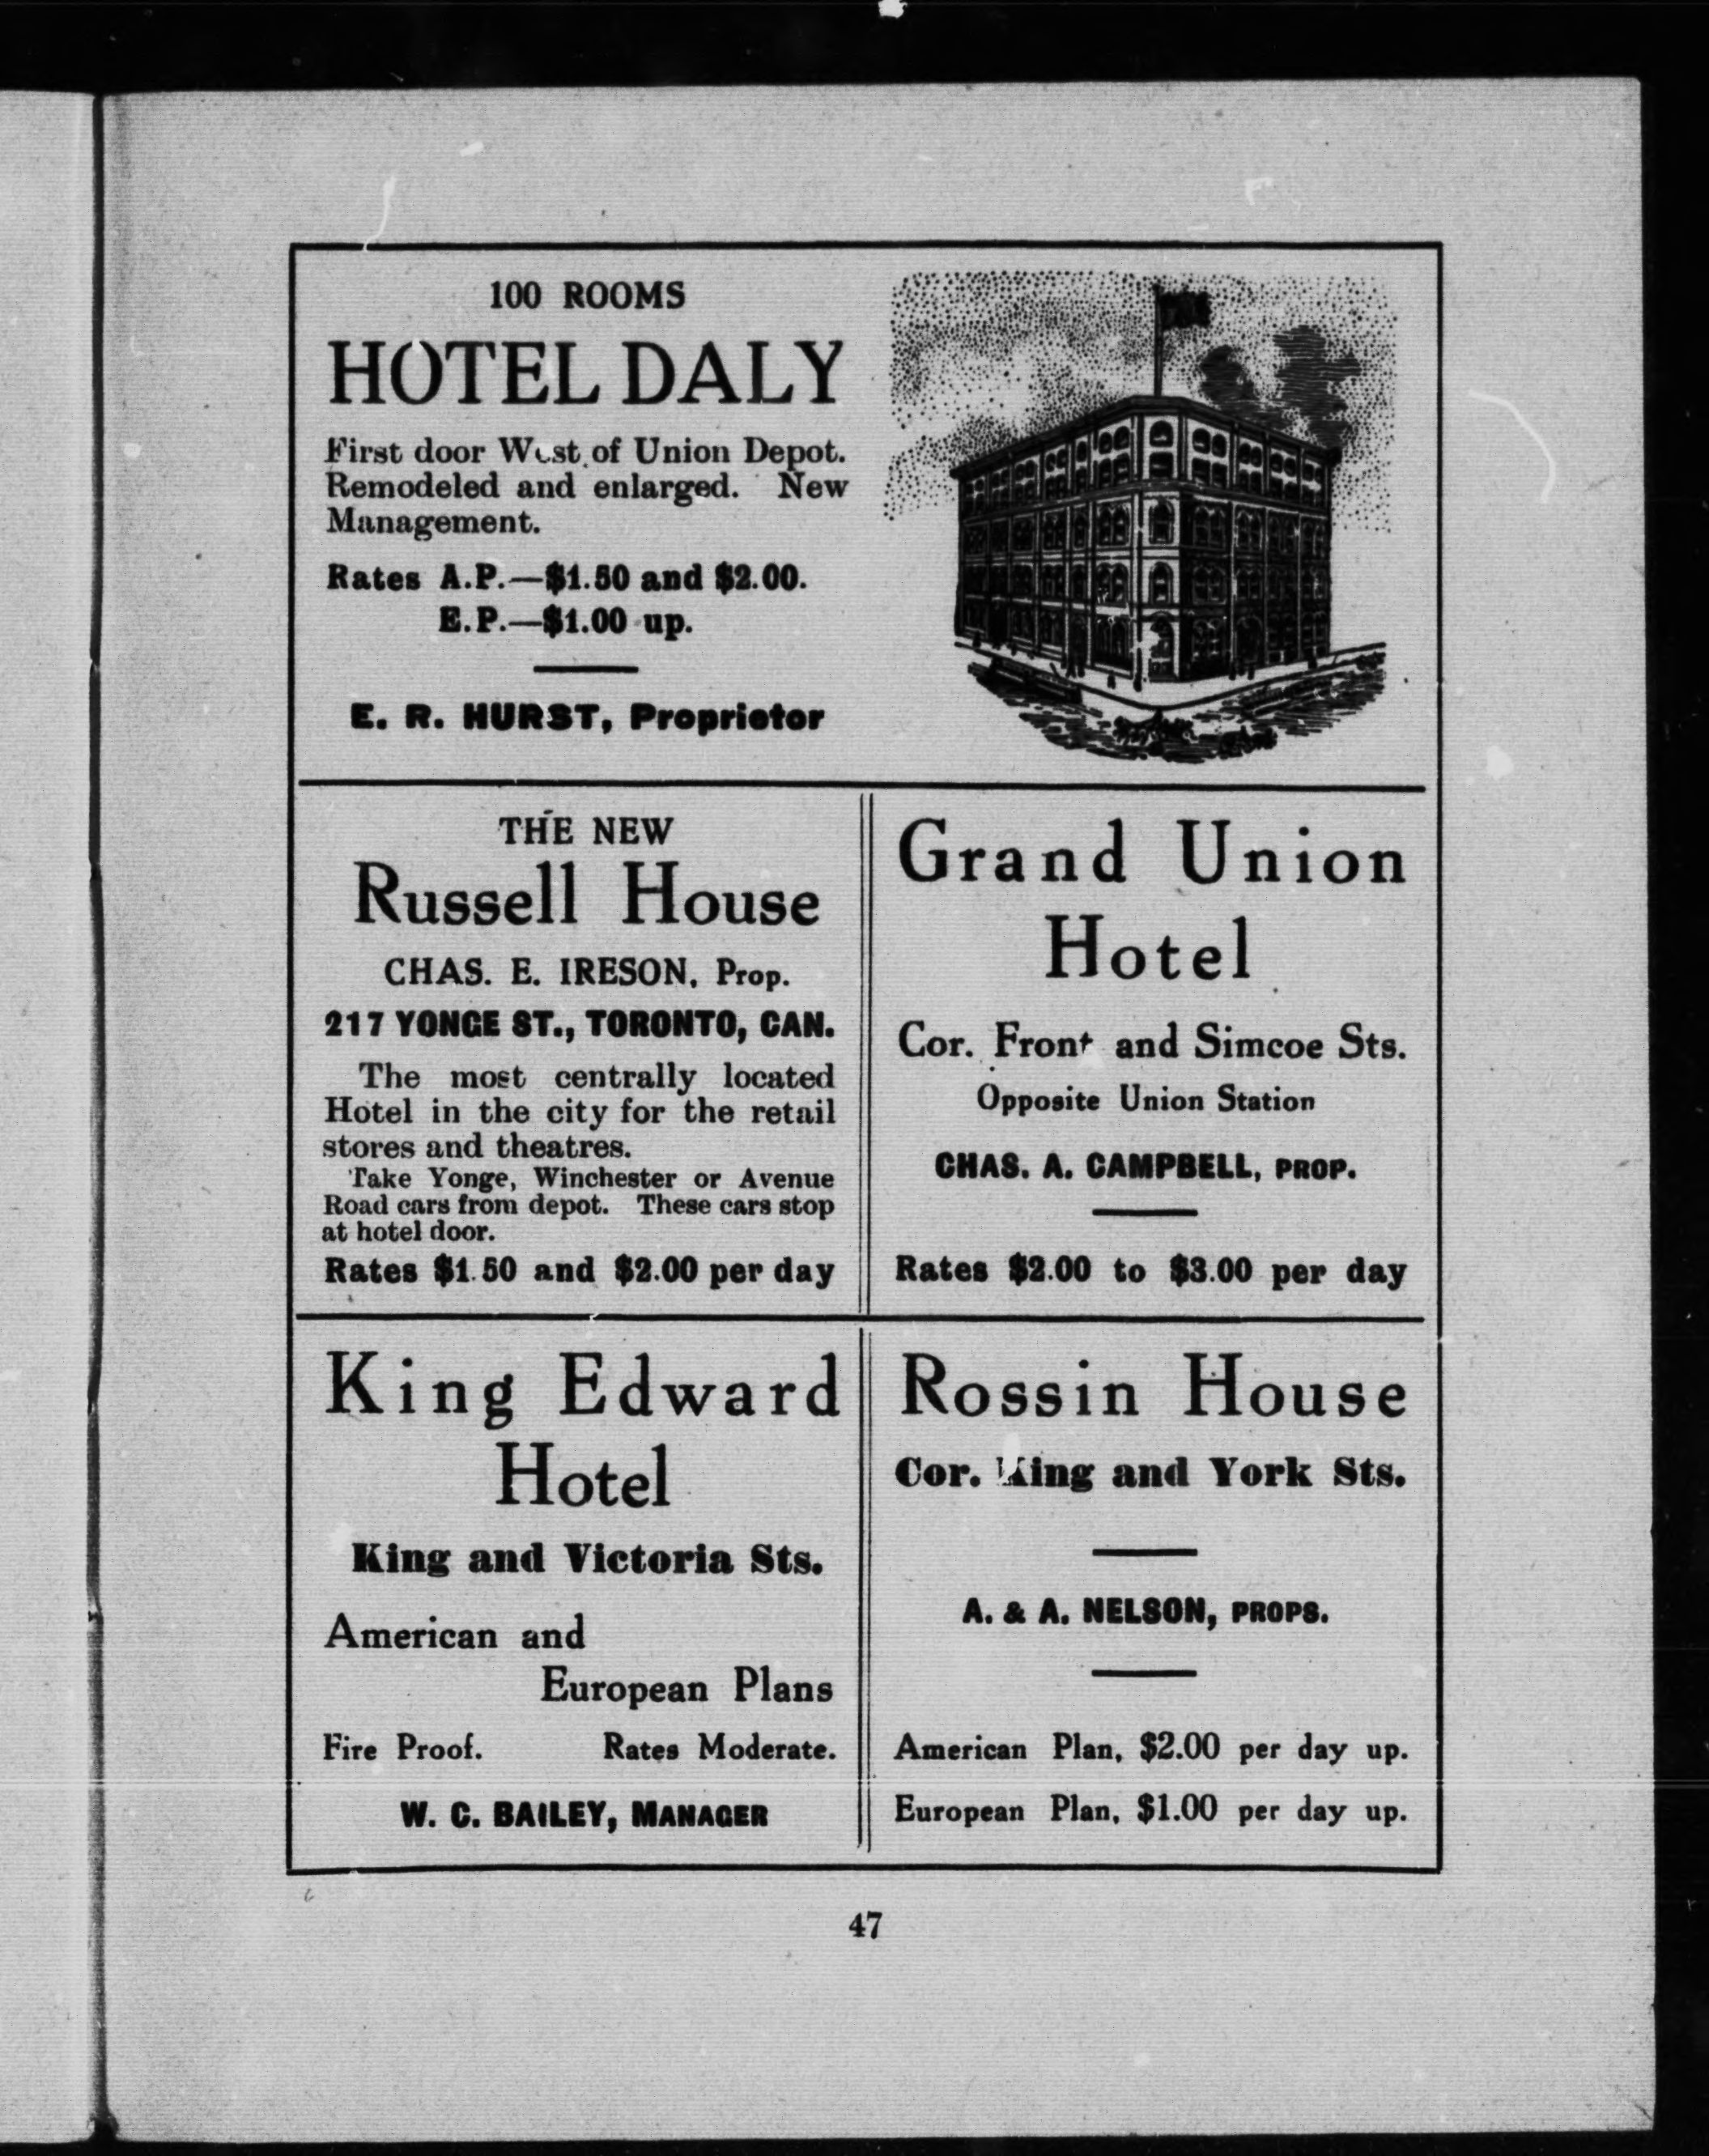 100 ROOMS
HOTEL DALY
First door West of Union Depot.
Remodeled and enlarged. New
Management.
Rates A.P.—$1.50 and $2.00.
E.P.—$1.00 up.
E. R. HURST, Proprietor
THE NEW
Russell House
CHAS. E. IRESON, Prop.
217 YONGE ST., TORONTO, CAN.
The most centrally located
Hotel in the city for the retail
stores and theatres.
Take Yonge, Winchester or Avenue
Road cars from depot. These cars stop
at hotel door.
Rates $1.50 and $2.00 per day
Grand Union
Hotel
Cor. Front and Simcoe Sts.
Opposite Union Station
CHAS. A. CAMPBELL, PROP.
Rates $2.00 to $3.00 per day
King Edward
Hotel
King and Victoria Sts.
American and
European Plans
Fire Proof. Rates Moderate.
W. C. BAILEY, MANAGER
Rossin House
Cor. King and York Sts.
A. & A. NELSON, PROPS.
American Plan, $2.00 per day up.
European Plan, $1.00 per day up.
47